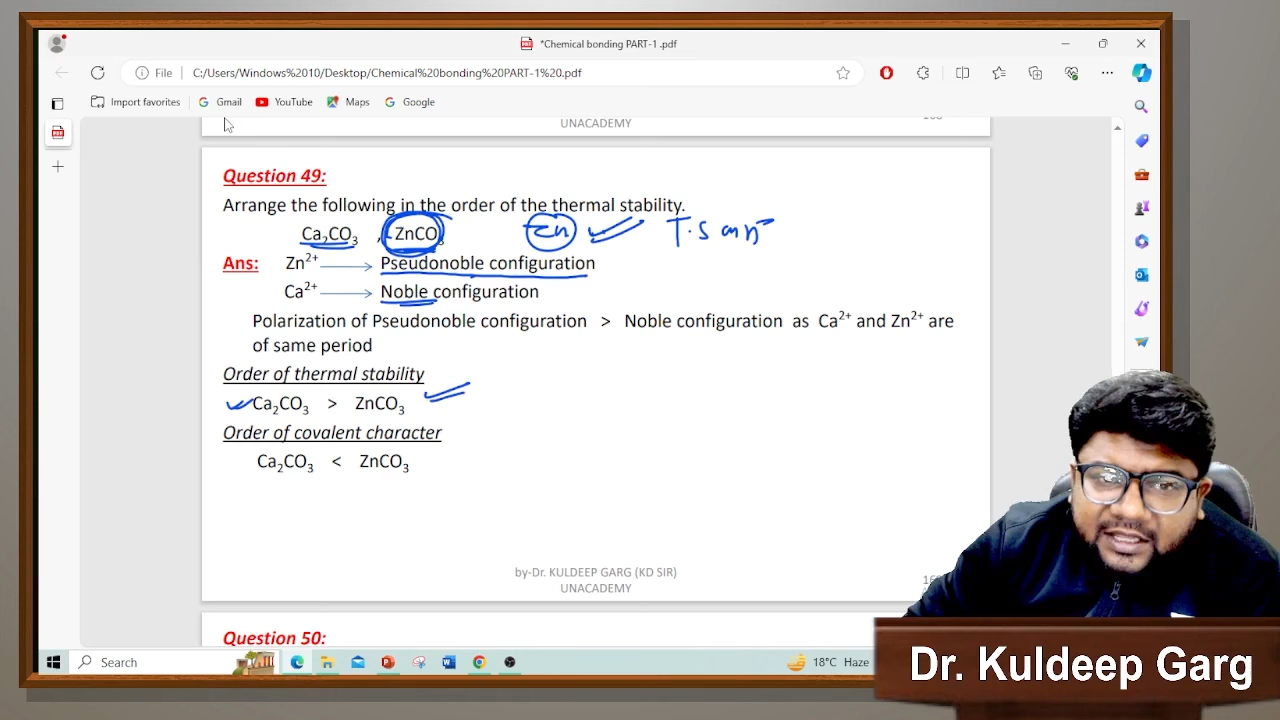 *Chemical bonding PART-1 .pdf
File C:/Users/Windows%2010/Desktop/Chemical%20Bonding%20PART-1%20.pdf
Import favorites Gmail YouTube Maps Google
UNACADEMY
Question 49:
Arrange the following in the order of the thermal stability.
Ca₂CO₃ , ZnCO₃ Zn T.S
Ans: Zn²⁺ → Pseudonoble configuration
Ca²⁺ → Noble configuration
Polarization of Pseudonoble configuration > Noble configuration as Ca²⁺ and Zn²⁺ are
of same period
Order of thermal stability
Ca₂CO₃ > ZnCO₃
Order of covalent character
Ca₂CO₃ < ZnCO₃
by-Dr. KULDEEP GARG (KD SIR)
UNACADEMY
Question 50:
Dr. Kuldeep Garg
Search 18°C Haze